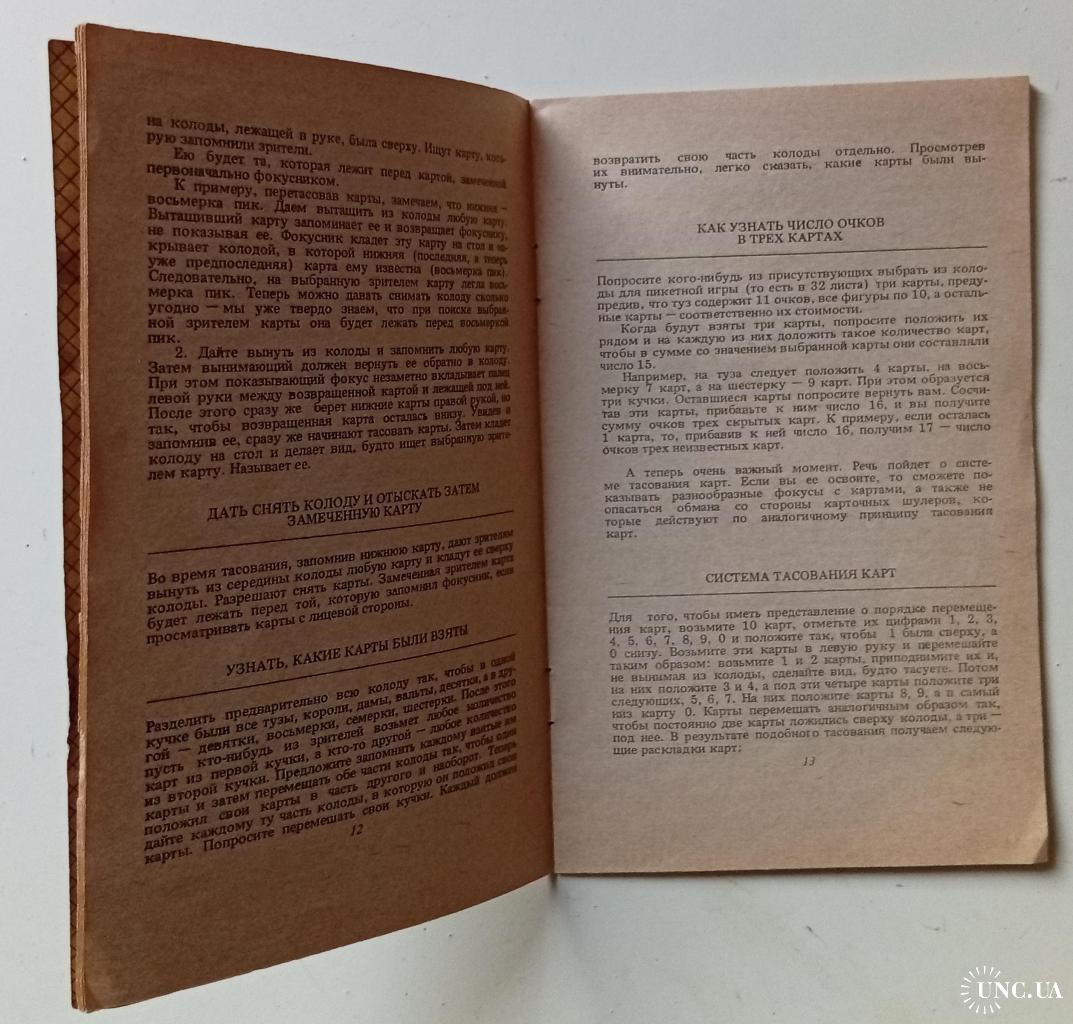 на колоды, лежащей в руке, была сверху. Ищут карту, кото-
рую запомнили зрители.
Ею будет та, которая лежит перед картой, замеченной
первоначально фокусником.
К примеру, перетасовав карты, замечаем, что нижняя —
восьмерка пик. Даем вытащить из колоды любую карту.
Вытащивший карту запоминает ее и возвращает фокуснику,
не показывая ее. Фокусник кладет эту карту на стол и на-
крывает колодой, в которой нижняя (последняя, а теперь
уже предпоследняя) карта ему известна (восьмерка пик).
Следовательно, на выбранную зрителем карту легла вось-
мерка пик. Теперь можно давать снимать колоду сколько
угодно — мы уже твердо знаем, что при поиске выбран-
ной зрителем карты она будет лежать перед восьмеркой
пик.
2. Дайте вынуть из колоды и запомнить любую карту.
Затем вынимающий должен вернуть ее обратно в колоду.
При этом показывающий фокус незаметно вкладывает палец
левой руки между возвращенной картой и лежащей под ней.
После этого сразу же берет нижние карты правой рукой, но
так, чтобы возвращенная карта осталась внизу. Увидев и
запомнив ее, сразу же начинают тасовать карты. Затем кладет
колоду на стол и делает вид, будто ищет выбранную зрите-
лем карту. Называет ее.
ДАТЬ СНЯТЬ КОЛОДУ И ОТЫСКАТЬ ЗАТЕМ
ЗАМЕЧЕННУЮ КАРТУ
Во время тасования, запомнив нижнюю карту, дают зрителям
вынуть из середины колоды любую карту и кладут ее сверху
колоды. Разрешают снять карты. Замеченная зрителем карта
будет лежать перед той, которую запомнил фокусник, если
просматривать карты с лицевой стороны.
УЗНАТЬ, КАКИЕ КАРТЫ БЫЛИ ВЗЯТЫ
Разделить предварительно всю колоду так, чтобы в одной
кучке были все тузы, короли, дамы, вальты, десятки, а в дру-
гой — девятки, восьмерки, семерки, шестерки. После этого
пусть кто-нибудь из зрителей возьмет любое количество
карт из первой кучки, а кто-то другой — любое количество
из второй кучки. Предложите запомнить каждому взятые им
карты и затем перемешать обе части колоды так, чтобы один
положил свои карты в часть другого и наоборот. Теперь
дайте каждому ту часть колоды, в которую он положил свои
карты. Попросите перемешать свои кучки. Каждый должен
12
возвратить свою часть колоды отдельно. Просмотрев
их внимательно, легко сказать, какие карты были вы-
нуты.
КАК УЗНАТЬ ЧИСЛО ОЧКОВ
В ТРЕХ КАРТАХ
Попросите кого-нибудь из присутствующих выбрать из коло-
ды для пикетной игры (то есть в 32 листа) три карты, преду-
предив, что туз содержит 11 очков, все фигуры по 10, а осталь-
ные карты — соответственно их стоимости.
Когда будут взяты три карты, попросите положить их
рядом и на каждую из них доложить такое количество карт,
чтобы в сумме со значением выбранной карты они составляли
число 15.
Например, на туза следует положить 4 карты, на вось-
мерку 7 карт, а на шестерку — 9 карт. При этом образуется
три кучки. Оставшиеся карты попросите вернуть вам. Сосчи-
тав эти карты, прибавьте к ним число 16, и вы получите
сумму очков трех скрытых карт. К примеру, если осталась
1 карта, то, прибавив к ней число 16, получим 17 — число
очков трех неизвестных карт.
А теперь очень важный момент. Речь пойдет о систе-
ме тасования карт. Если вы ее освоите, то сможете по-
казывать разнообразные фокусы с картами, а также не
опасаться обмана со стороны карточных шулеров, ко-
торые действуют по аналогичному принципу тасования
карт.
СИСТЕМА ТАСОВАНИЯ КАРТ
Для того, чтобы иметь представление о порядке перемеще-
ния карт, возьмите 10 карт, отметьте их цифрами 1, 2, 3,
4, 5, 6, 7, 8, 9, 0 и положите так, чтобы 1 была сверху, а
0 снизу. Возьмите эти карты в левую руку и перемешайте
таким образом: возьмите 1 и 2 карты, приподнимите их и,
не вынимая из колоды, сделайте вид, будто тасуете. Потом
на них положите 3 и 4, а под эти четыре карты положите три
следующих, 5, 6, 7. На них положите карты 8, 9, а в самый
низ карту 0. Карты перемещать аналогичным образом так,
чтобы постоянно две карты ложились сверху колоды, а три —
под нее. В результате подобного тасования получаем следую-
щие раскладки карт:
13
UNC.UA